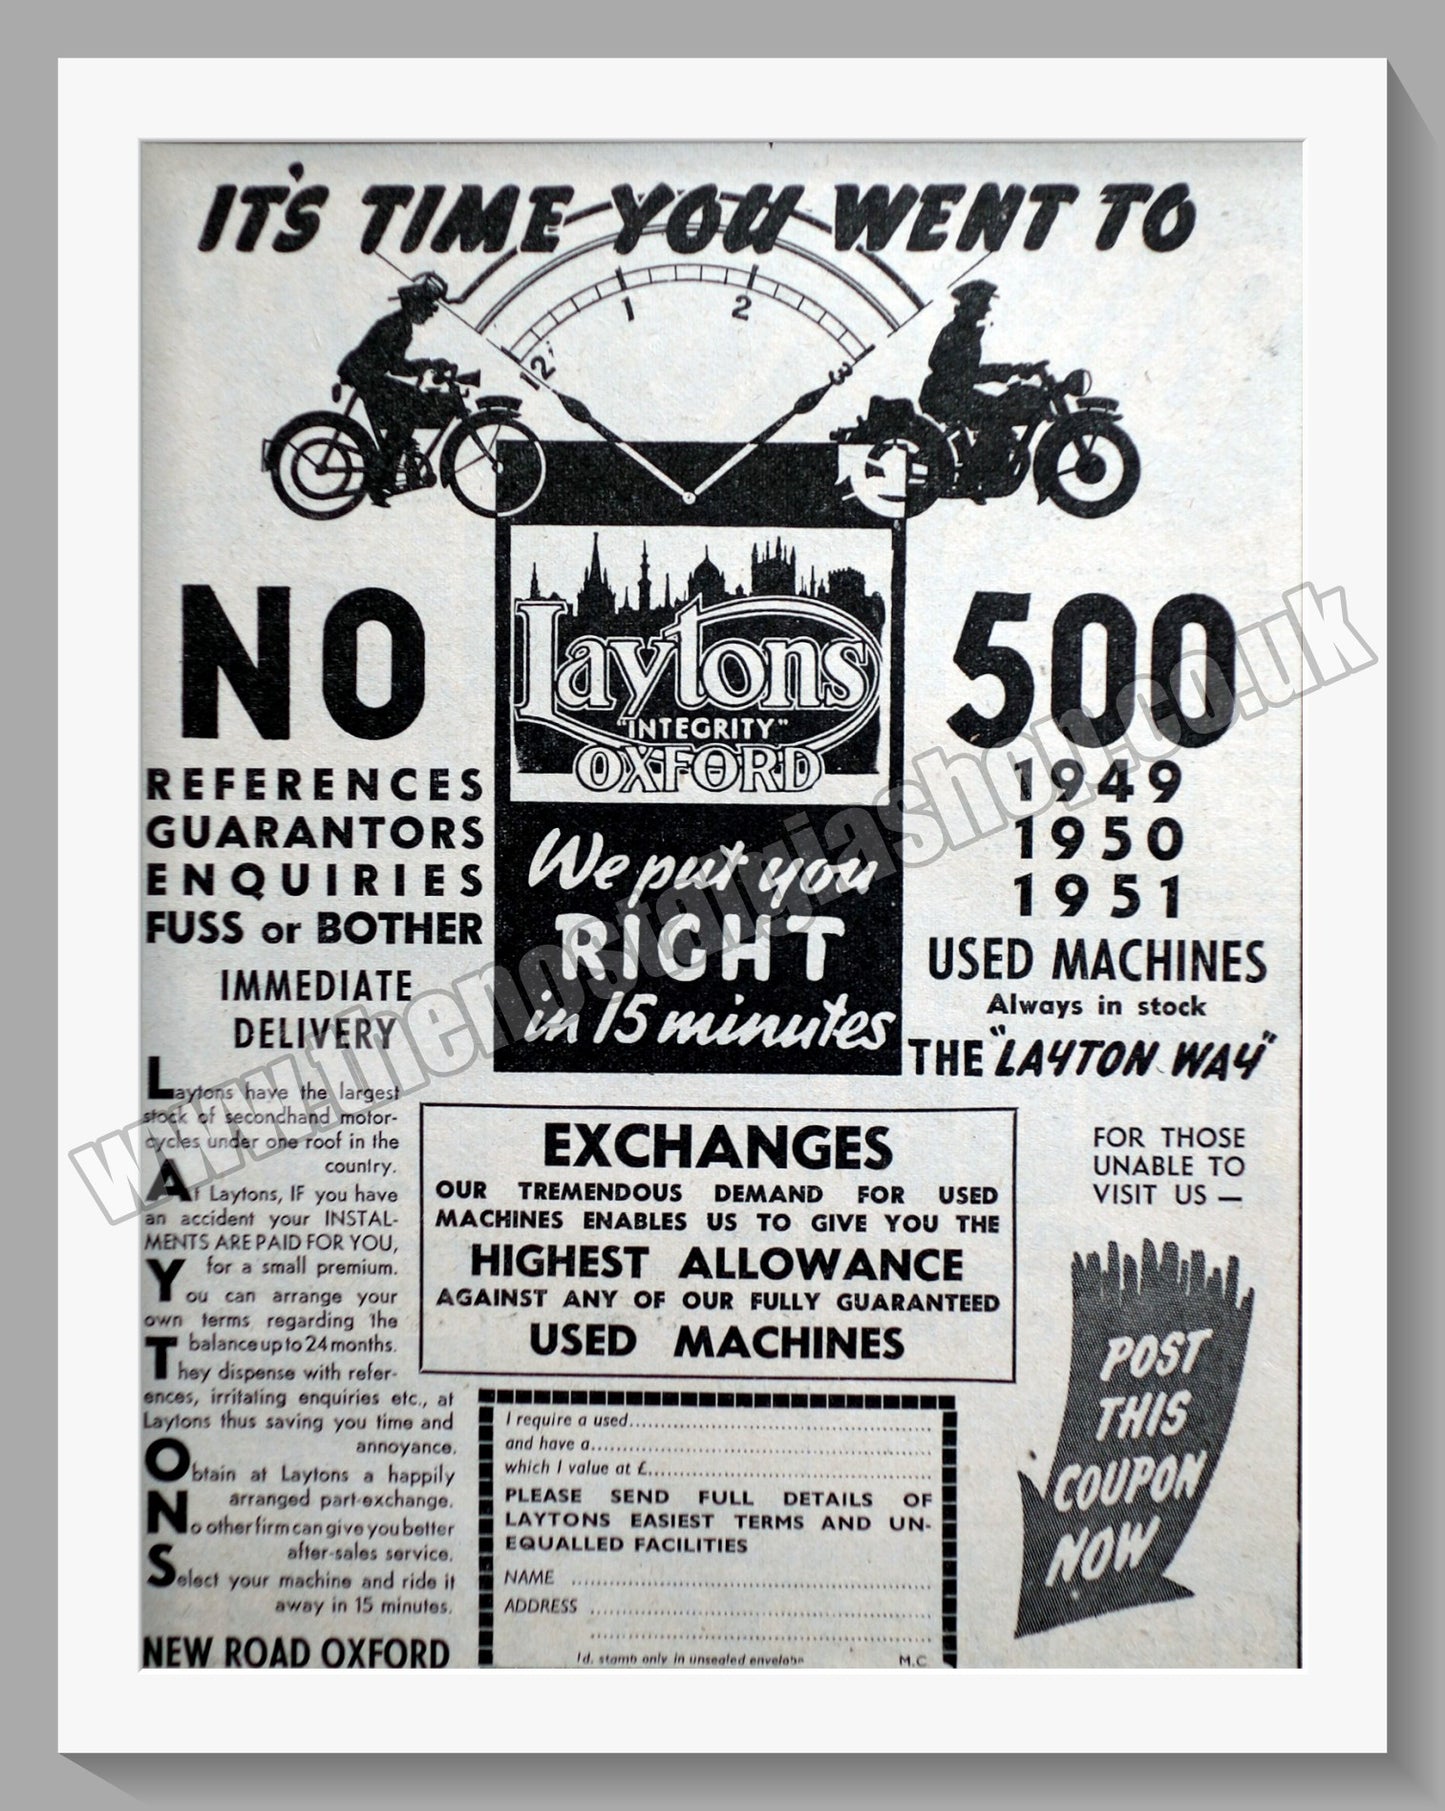 IT'S TIME YOU WENT TO
12
1
2
3
Laytons
"INTEGRITY"
OXFORD
We put you
RIGHT
in 15 minutes
NO
REFERENCES
GUARANTORS
ENQUIRIES
FUSS or BOTHER
IMMEDIATE
DELIVERY
500
1949
1950
1951
USED MACHINES
Always in stock
THE "LAYTON WAY"
Laytons have the largest
stock of secondhand motor-
cycles under one roof in the
country.
At Laytons, IF you have
an accident your INSTAL-
MENTS ARE PAID FOR YOU,
for a small premium.
You can arrange your
own terms regarding the
balance up to 24 months.
They dispense with refer-
ences, irritating enquiries etc., at
Laytons thus saving you time and
annoyance.
Obtain at Laytons a happily
arranged part-exchange.
No other firm can give you better
after-sales service.
Select your machine and ride it
away in 15 minutes.
NEW ROAD OXFORD
EXCHANGES
OUR TREMENDOUS DEMAND FOR USED
MACHINES ENABLES US TO GIVE YOU THE
HIGHEST ALLOWANCE
AGAINST ANY OF OUR FULLY GUARANTEED
USED MACHINES
FOR THOSE
UNABLE TO
VISIT US —
POST
THIS
COUPON
NOW
I require a used
and have a
which I value at £
PLEASE SEND FULL DETAILS OF
LAYTONS EASIEST TERMS AND UN-
EQUALLED FACILITIES
NAME
ADDRESS
1d. stamp only in unsealed envelope
M.C.
www.thenostalgiashop.co.uk